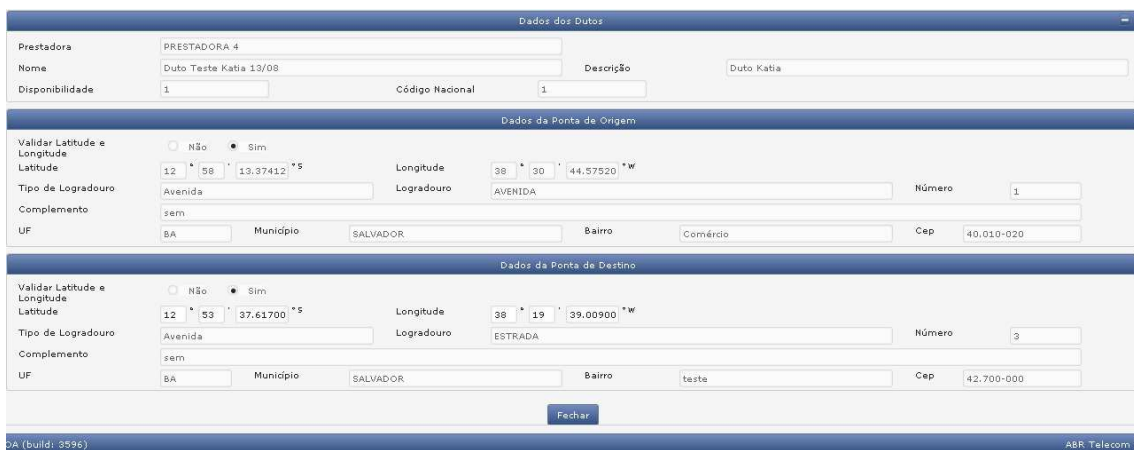 Dados dos Dutos
Prestadora PRESTADORA 4
Nome Duto Teste Katia 13/08 Descrição Duto Katia
Disponibilidade 1 Código Nacional 1
Dados da Ponta de Origem
Validar Latitude e Longitude Não Sim
Latitude 12 ° 58 ' 13.37412 " S Longitude 38 ° 30 ' 44.57520 " W
Tipo de Logradouro Avenida Logradouro AVENIDA Número 1
Complemento sem
UF BA Município SALVADOR Bairro Comércio Cep 40.010-020
Dados da Ponta de Destino
Validar Latitude e Longitude Não Sim
Latitude 12 ° 53 ' 37.61700 " S Longitude 38 ° 19 ' 39.00900 " W
Tipo de Logradouro Avenida Logradouro ESTRADA Número 3
Complemento sem
UF BA Município SALVADOR Bairro teste Cep 42.700-000
Fechar
OA (build: 3596) ABR Telecom